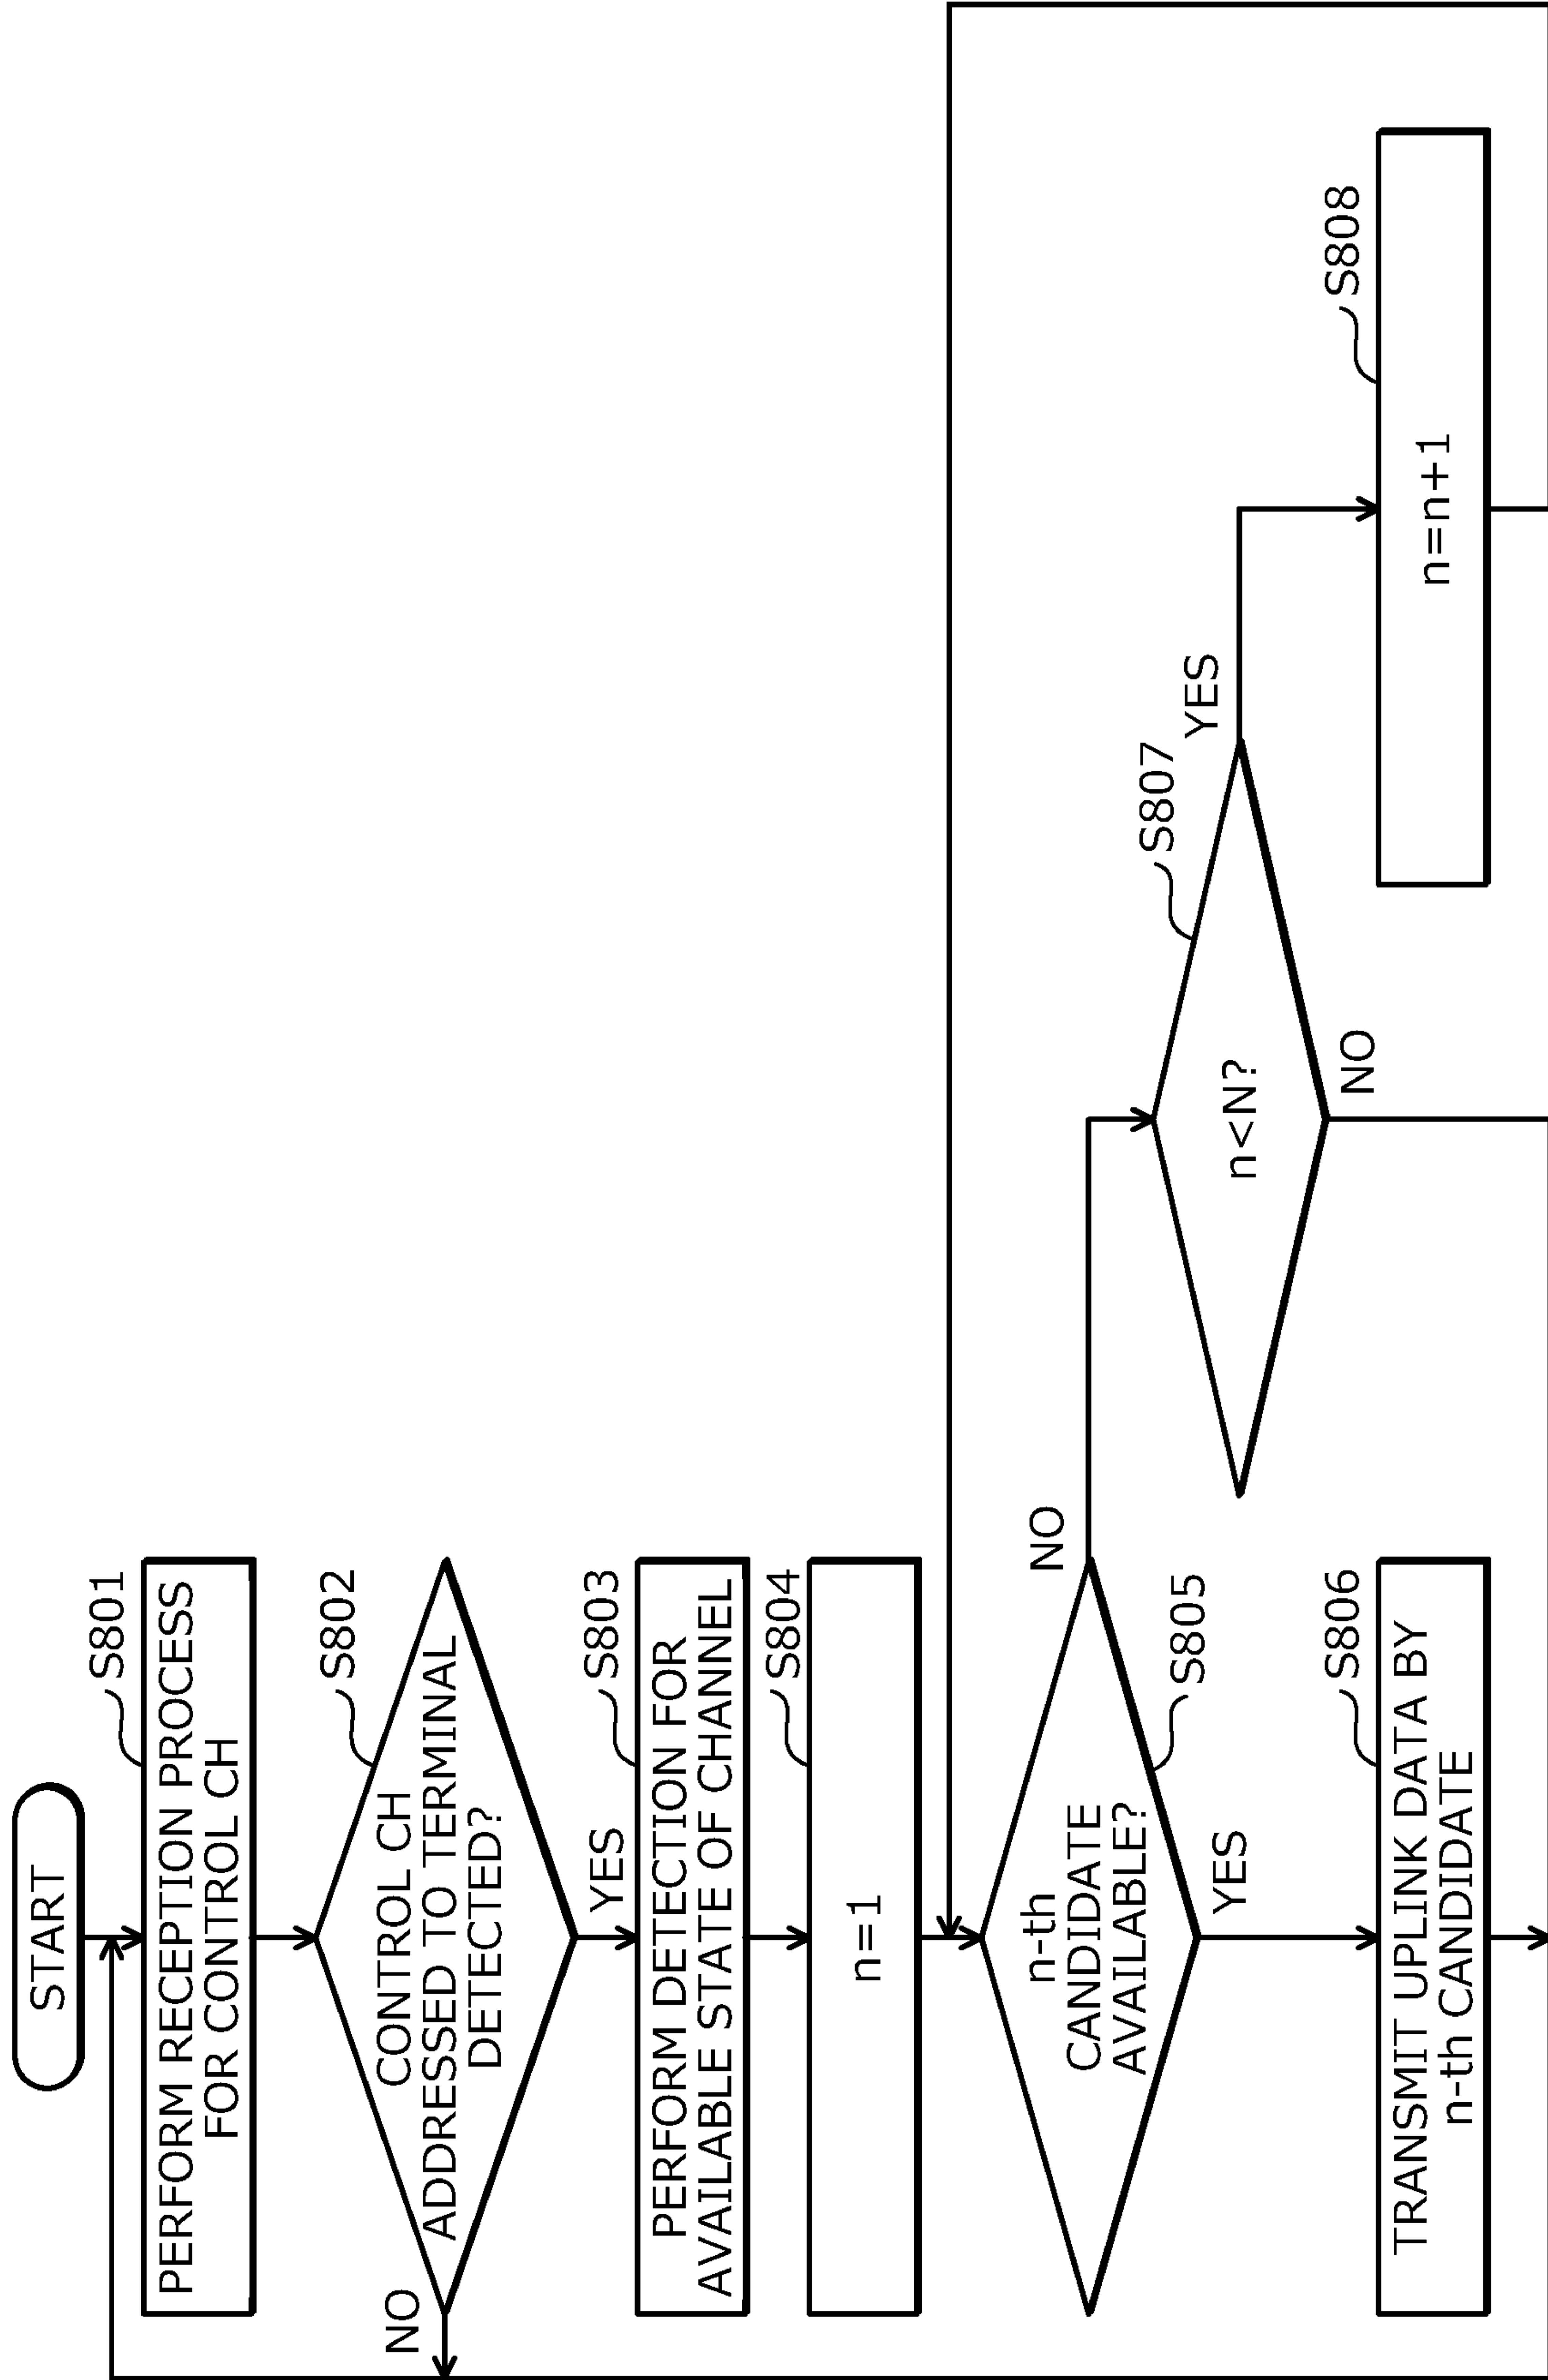 START
S801
PERFORM RECEPTION PROCESS
FOR CONTROL CH
S802
CONTROL CH
ADDRESSED TO TERMINAL
DETECTED?
NO
YES
S803
PERFORM DETECTION FOR
AVAILABLE STATE OF CHANNEL
S804
n=1
n-th
CANDIDATE
AVAILABLE?
NO
S805
YES
S806
TRANSMIT UPLINK DATA BY
n-th CANDIDATE
S807
n<N?
YES
NO
S808
n=n+1